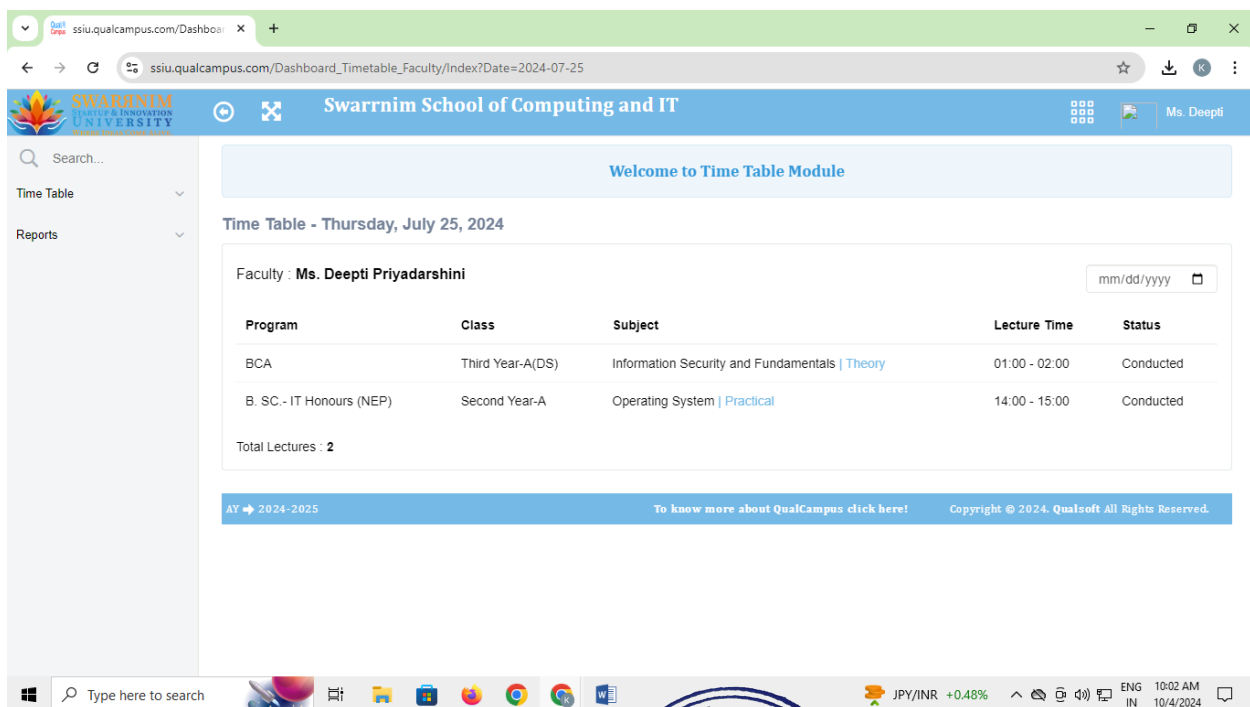 ssiu.qualcampus.com/Dashboar
ssiu.qualcampus.com/Dashboard_Timetable_Faculty/Index?Date=2024-07-25
K
SWARRNIM
STARTUP & INNOVATION
UNIVERSITY
Swarrnim School of Computing and IT
Ms. Deepti
Search...
Time Table
Reports
Welcome to Time Table Module
Time Table - Thursday, July 25, 2024
Faculty : Ms. Deepti Priyadarshini
mm/dd/yyyy
Program Class Subject Lecture Time Status
BCA Third Year-A(DS) Information Security and Fundamentals | Theory 01:00 - 02:00 Conducted
B. SC.- IT Honours (NEP) Second Year-A Operating System | Practical 14:00 - 15:00 Conducted
Total Lectures : 2
AY 2024-2025 To know more about QualCampus click here! Copyright © 2024. Qualsoft All Rights Reserved.
Type here to search
JPY/INR +0.48%
ENG
IN
10:02 AM
10/4/2024